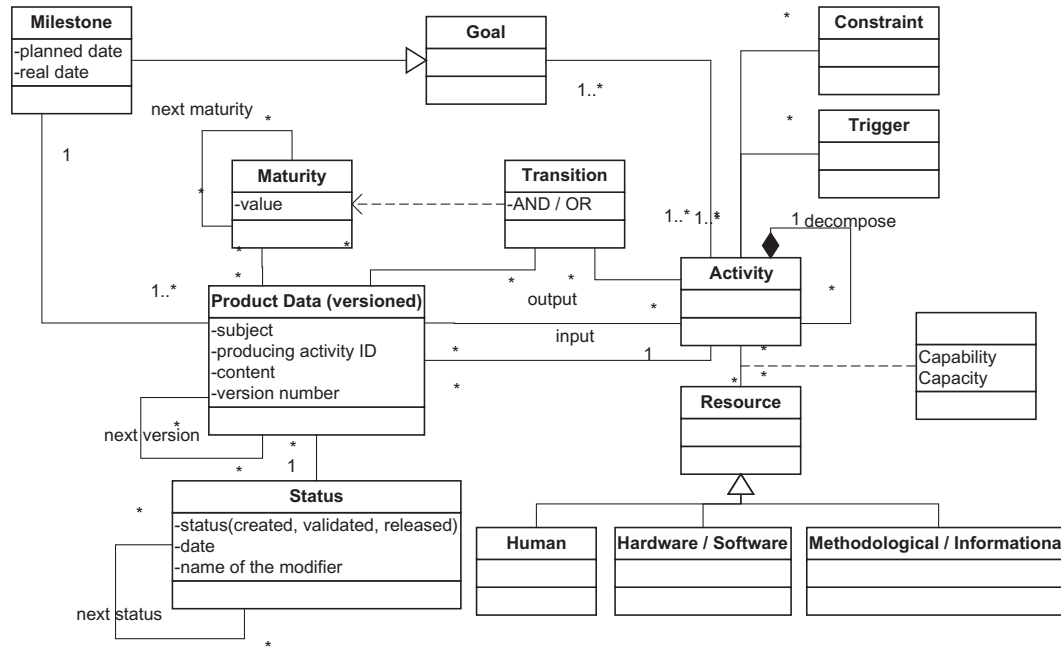 Milestone
-planned date
-real date
Goal
*
Constraint
1..*
next maturity
*
*
Trigger
1
Maturity
-value
*
*
Transition
-AND / OR
1..*
1..*
*
1
decompose
*
*
1..*
*
*
output
Activity
*
*
Product Data (versioned)
-subject
-producing activity ID
-content
-version number
input
*
1
*
*
*
*
Capability
Capacity
Resource
next version
*
*
*
1
Status
-status(created, validated, released)
-date
-name of the modifier
*
next status
*
Human
Hardware / Software
Methodological / Informationa